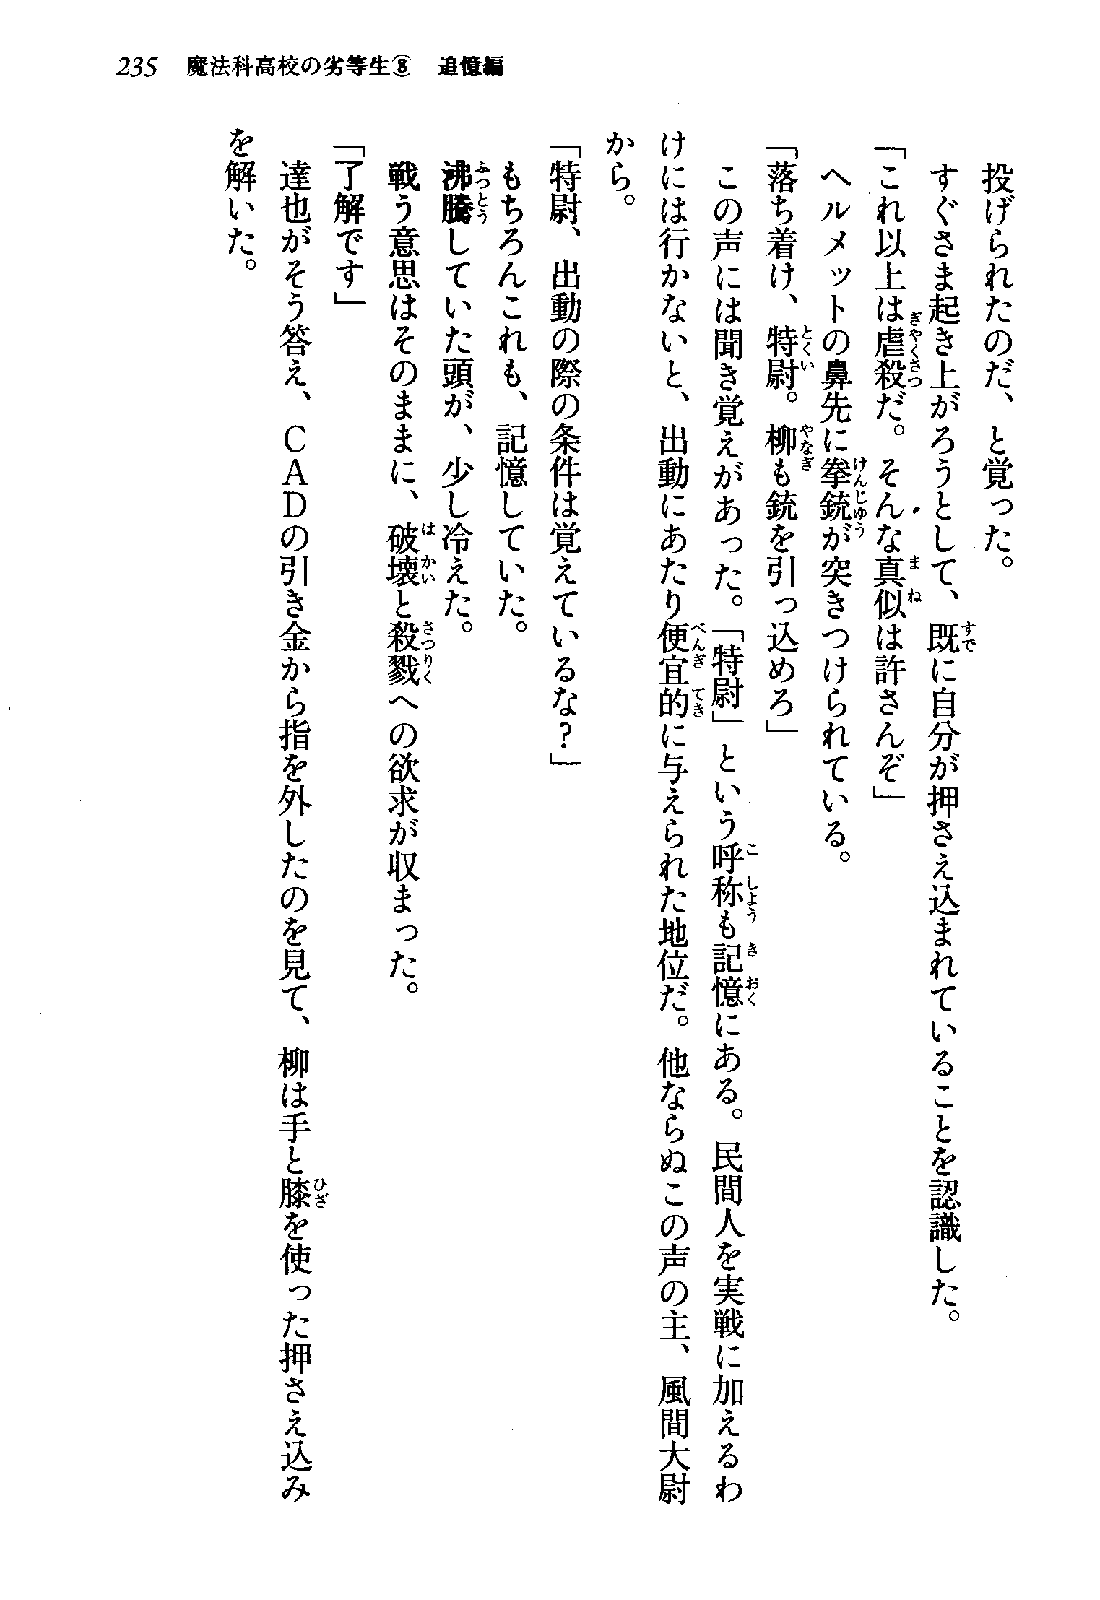 235　魔法科高校の劣等生⑧　追憶編
投げられたのだ、と覚った。
すぐさま起き上がろうとして、既に自分が押さえ込まれていることを認識した。
「これ以上は虐殺だ。そんな真似は許さんぞ」
ヘルメットの鼻先に拳銃が突きつけられている。
「落ち着け、特尉。柳も銃を引っ込めろ」
この声には聞き覚えがあった。「特尉」という呼称も記憶にある。民間人を実戦に加えるわ
けには行かないと、出動にあたり便宜的に与えられた地位だ。他ならぬこの声の主、風間大尉
から。
「特尉、出動の際の条件は覚えているな?」
もちろんこれも、記憶していた。
沸騰していた頭が、少し冷えた。
戦う意思はそのままに、破壊と殺戮への欲求が収まった。
「了解です」
達也がそう答え、ＣＡＤの引き金から指を外したのを見て、柳は手と膝を使った押さえ込み
を解いた。